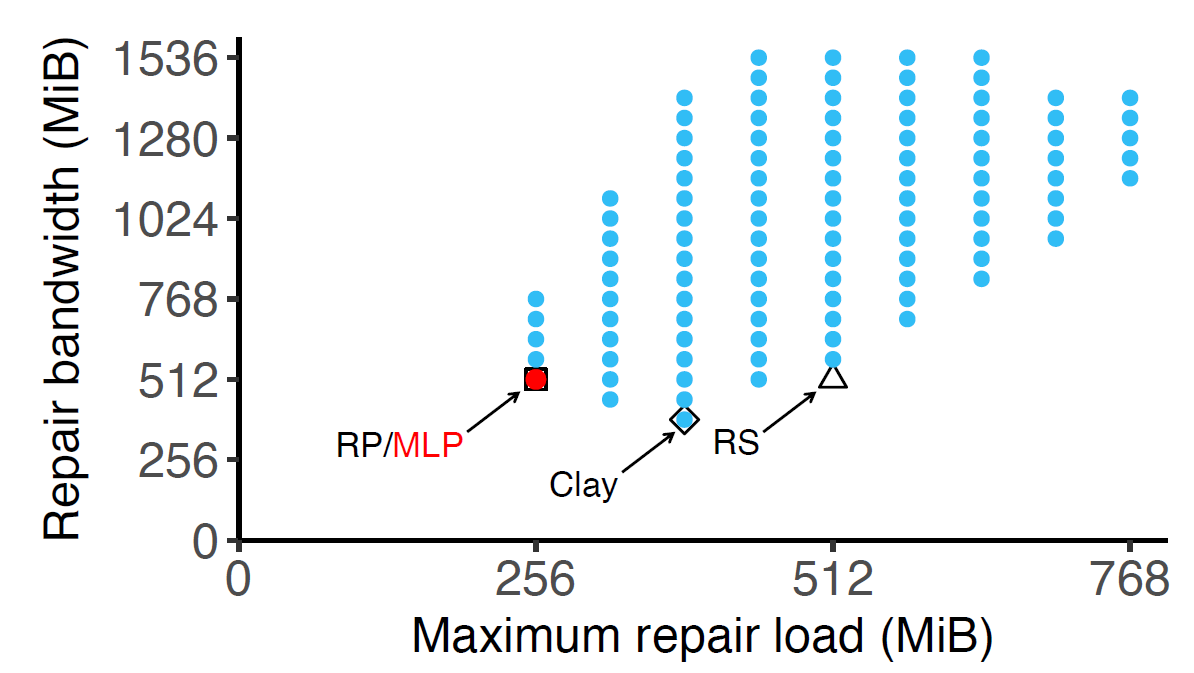 Repair bandwidth (MiB)
1536
1280
1024
768
512
256
0
RP/MLP
Clay
RS
0 256 512 768
Maximum repair load (MiB)